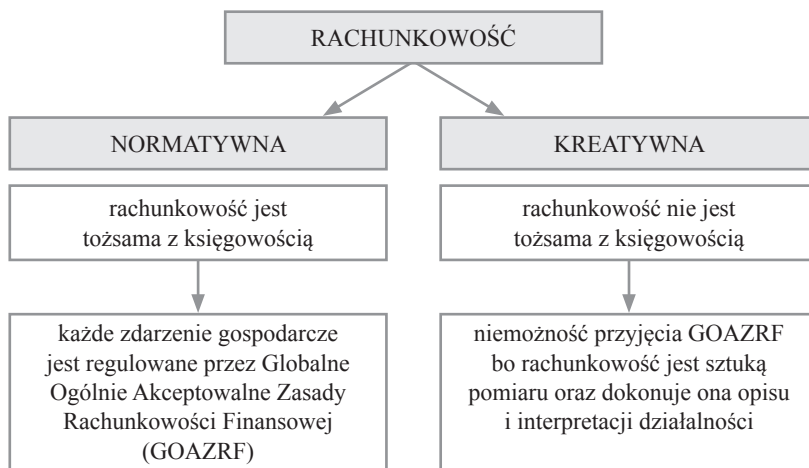 RACHUNKOWOŚĆ
NORMATYWNA
rachunkowość jest
tożsama z księgowością
każde zdarzenie gospodarcze
jest regulowane przez Globalne
Ogólnie Akceptowalne Zasady
Rachunkowości Finansowej
(GOAZRF)
KREATYWNA
rachunkowość nie jest
tożsama z księgowością
niemożność przyjęcia GOAZRF
bo rachunkowość jest sztuką
pomiaru oraz dokonuje ona opisu
i interpretacji działalności